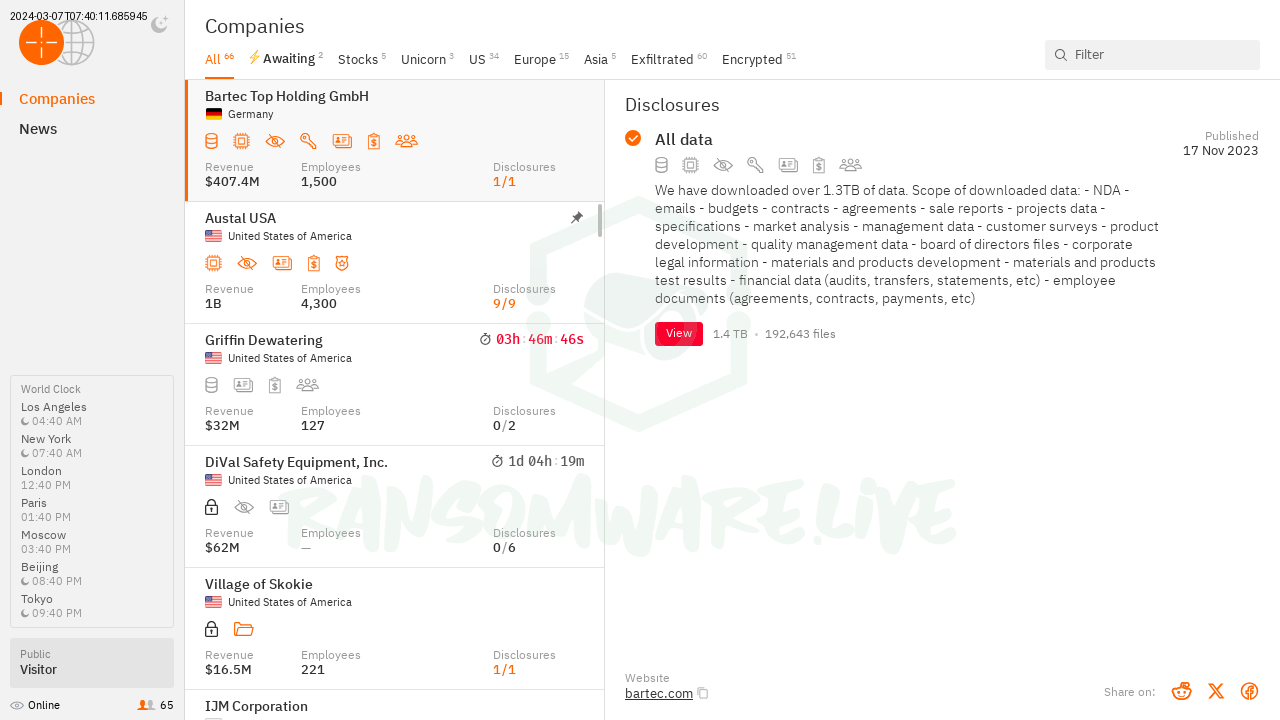 2024-03-07T07:40:11.685945
Companies
News
World Clock
Los Angeles
04:40 AM
New York
07:40 AM
London
12:40 PM
Paris
01:40 PM
Moscow
03:40 PM
Beijing
08:40 PM
Tokyo
09:40 PM
Public
Visitor
Online 65
Companies
All 66 Awaiting 2 Stocks 5 Unicorn 3 US 34 Europe 15 Asia 5 Exfiltrated 60 Encrypted 51
Filter
Bartec Top Holding GmbH
Germany
Revenue Employees Disclosures
$407.4M 1,500 1/1
Austal USA
United States of America
Revenue Employees Disclosures
1B 4,300 9/9
Griffin Dewatering 03h:46m:46s
United States of America
Revenue Employees Disclosures
$32M 127 0/2
DiVal Safety Equipment, Inc. 1d 04h:19m
United States of America
Revenue Employees Disclosures
$62M — 0/6
Village of Skokie
United States of America
Revenue Employees Disclosures
$16.5M 221 1/1
IJM Corporation
Disclosures
All data
Published
17 Nov 2023
We have downloaded over 1.3TB of data. Scope of downloaded data: - NDA -
emails - budgets - contracts - agreements - sale reports - projects data -
specifications - market analysis - management data - customer surveys - product
development - quality management data - board of directors files - corporate
legal information - materials and products development - materials and products
test results - financial data (audits, transfers, statements, etc) - employee
documents (agreements, contracts, payments, etc)
View 1.4 TB • 192,643 files
RANSOMWARE.LIVE
Website
bartec.com
Share on: